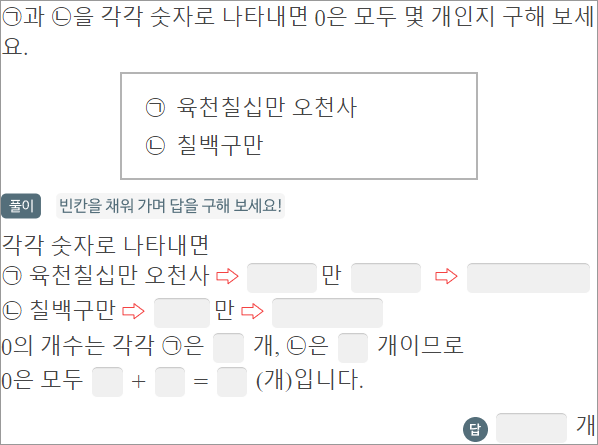 ㉠과 ㉡을 각각 숫자로 나타내면 0은 모두 몇 개인지 구해 보세
요.
㉠ 육천칠십만 오천사
㉡ 칠백구만
풀이 빈칸을 채워 가며 답을 구해 보세요!
각각 숫자로 나타내면
㉠ 육천칠십만 오천사 ⇨ 만 ⇨
㉡ 칠백구만 ⇨ 만 ⇨
0의 개수는 각각 ㉠은 개, ㉡은 개이므로
0은 모두 + = (개)입니다.
답 개